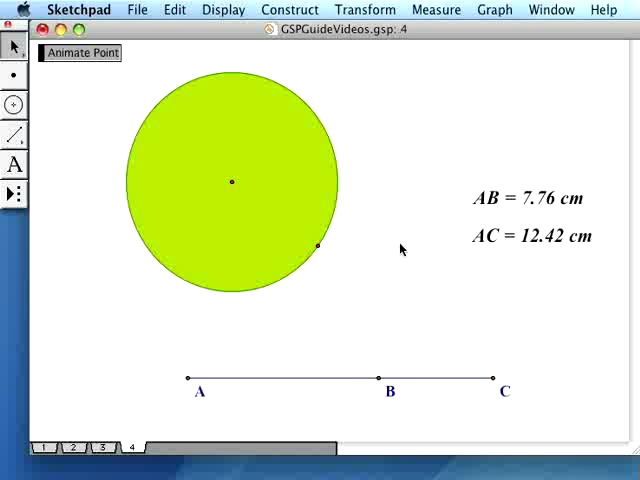 Sketchpad File Edit Display Construct Transform Measure Graph Window Help
GSPGuideVideos.gsp: 4
Animate Point
A
AB = 7.76 cm
AC = 12.42 cm
A B C
1 2 3 4